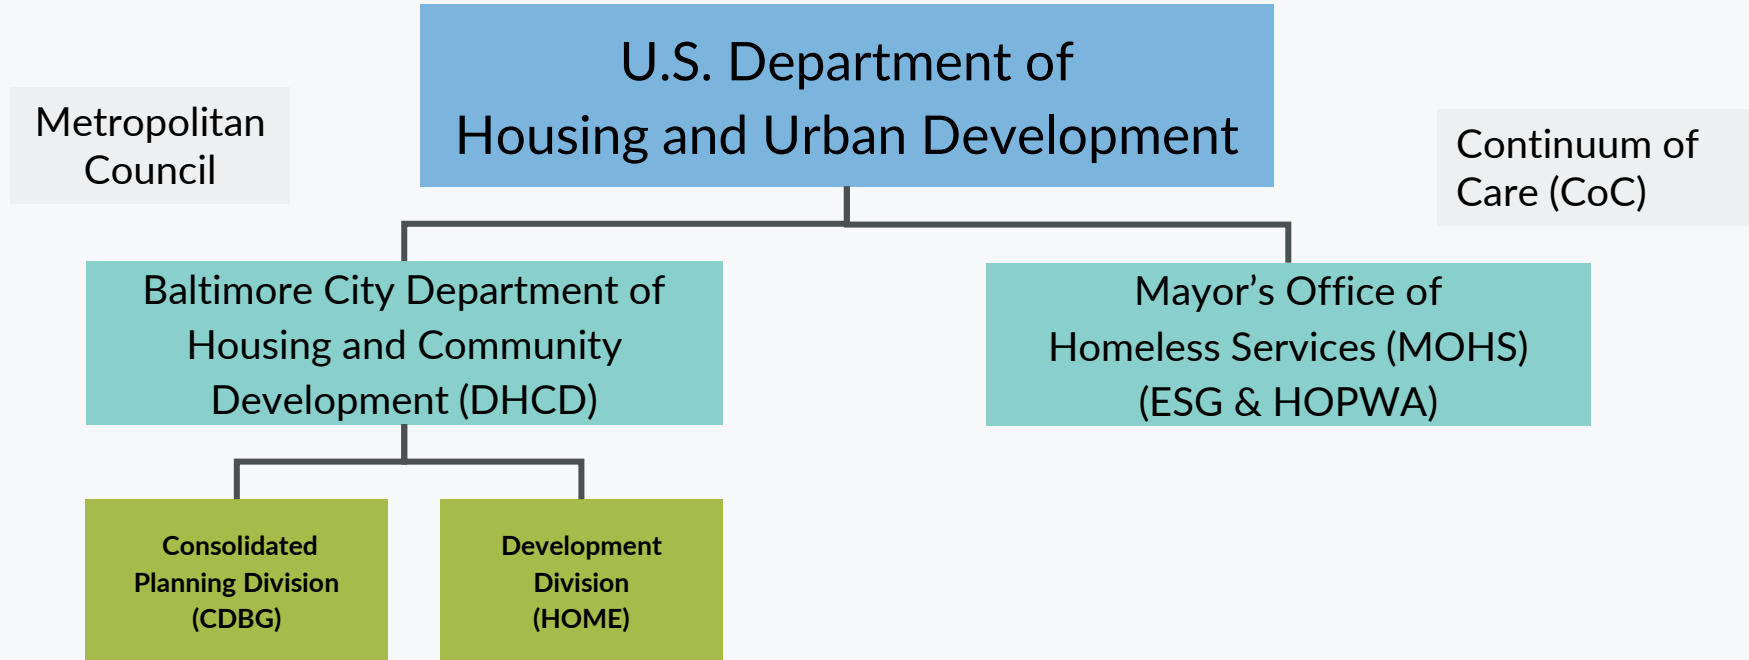 U.S. Department of
Housing and Urban Development
Metropolitan
Council
Continuum of
Care (CoC)
Baltimore City Department of
Housing and Community
Development (DHCD)
Mayor’s Office of
Homeless Services (MOHS)
(ESG & HOPWA)
Consolidated
Planning Division
(CDBG)
Development
Division
(HOME)